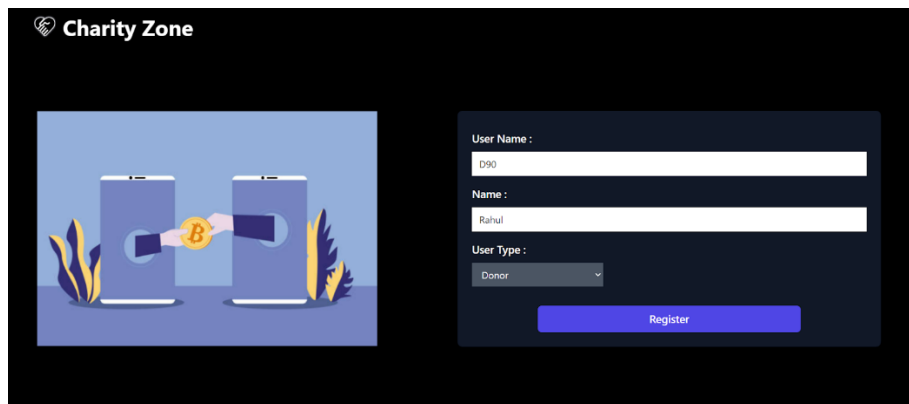 Charity Zone
User Name :
D90
Name :
Rahul
User Type :
Donor
Register